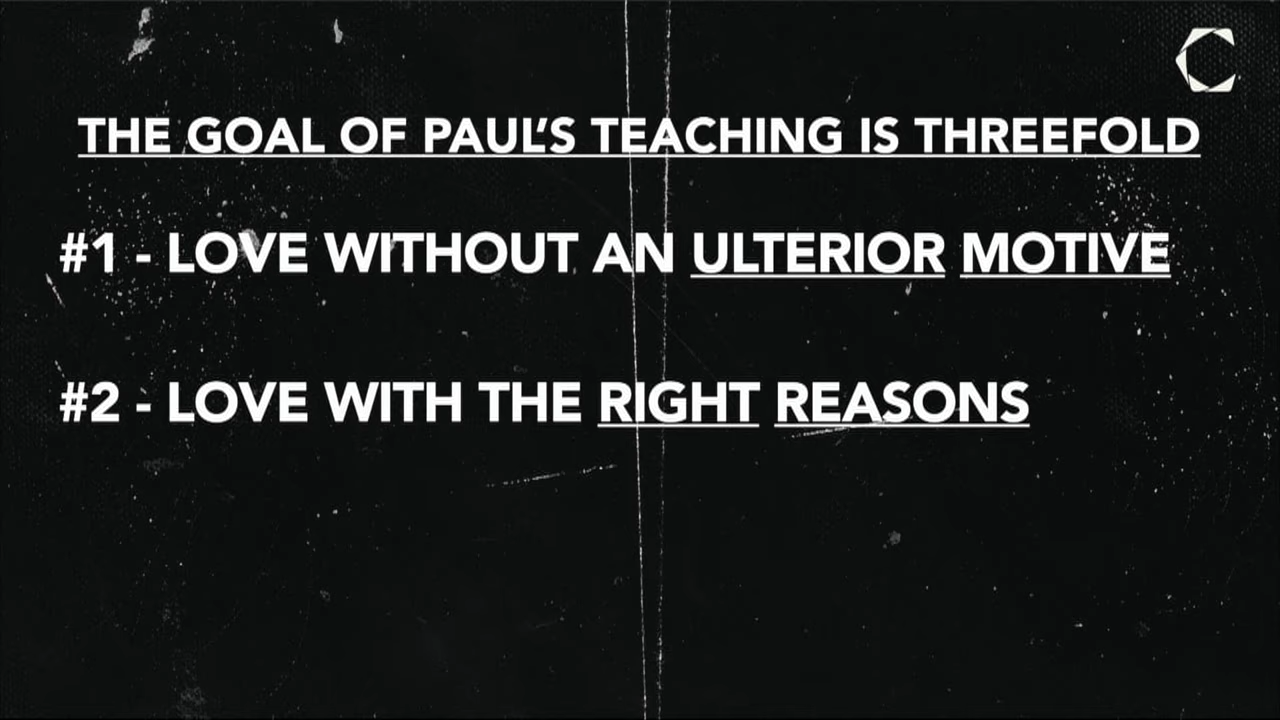 THE GOAL OF PAUL'S TEACHING IS THREEFOLD
#1 - LOVE WITHOUT AN ULTERIOR MOTIVE
#2 - LOVE WITH THE RIGHT REASONS